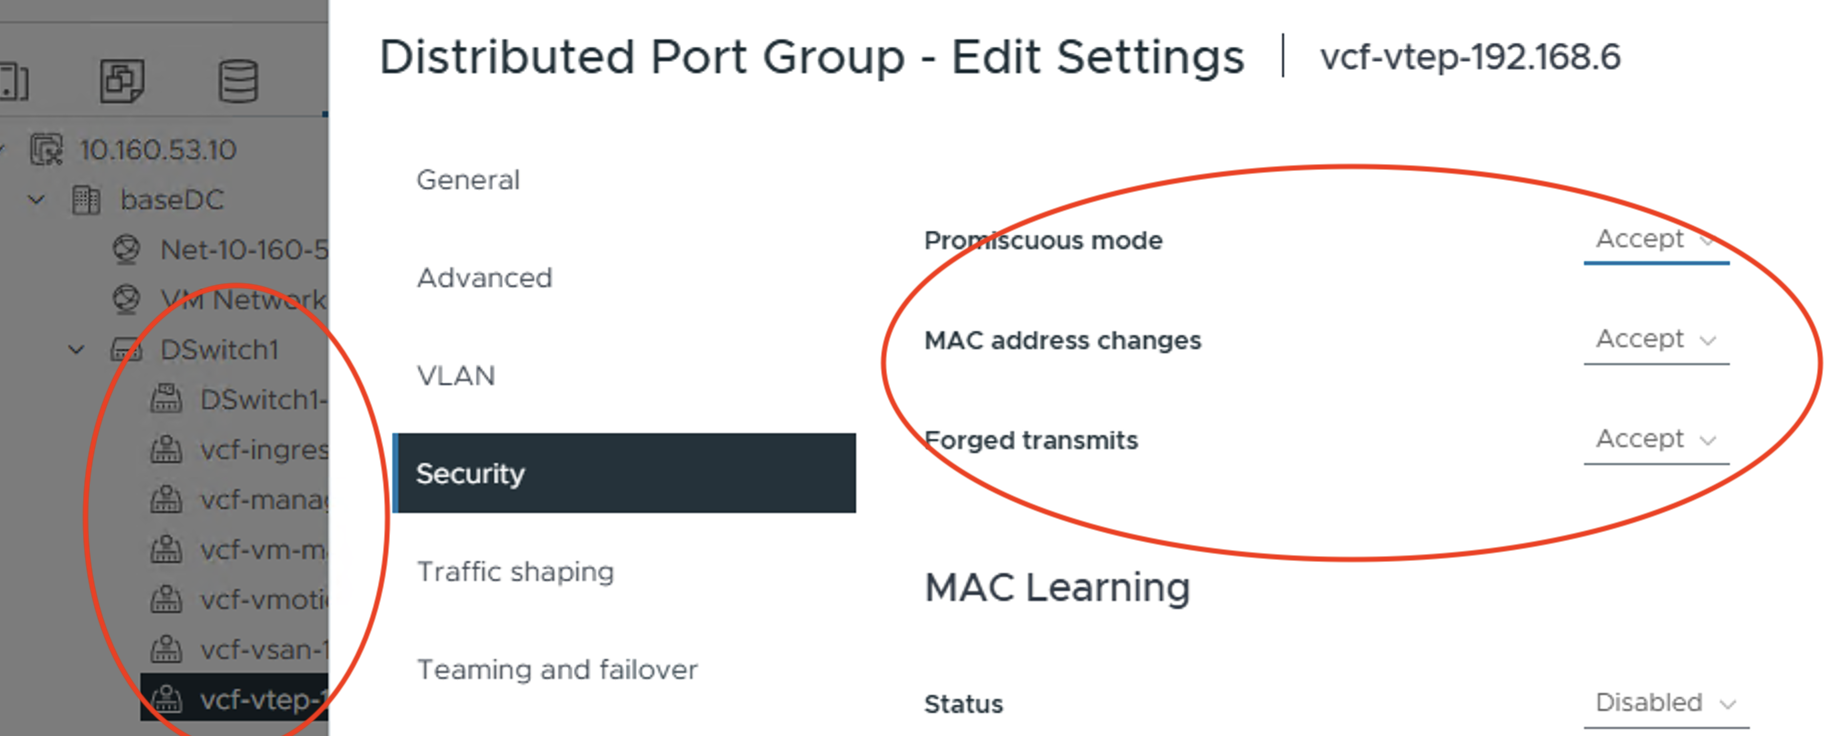 Distributed Port Group - Edit Settings | vcf-vtep-192.168.6
10.160.53.10
baseDC
Net-10-160-5
VM Network
DSwitch1
DSwitch1-
vcf-ingres
vcf-manag
vcf-vm-ma
vcf-vmoti
vcf-vsan-1
vcf-vtep-1
General
Advanced
VLAN
Security
Traffic shaping
Teaming and failover
Promiscuous mode Accept
MAC address changes Accept
Forged transmits Accept
MAC Learning
Status Disabled